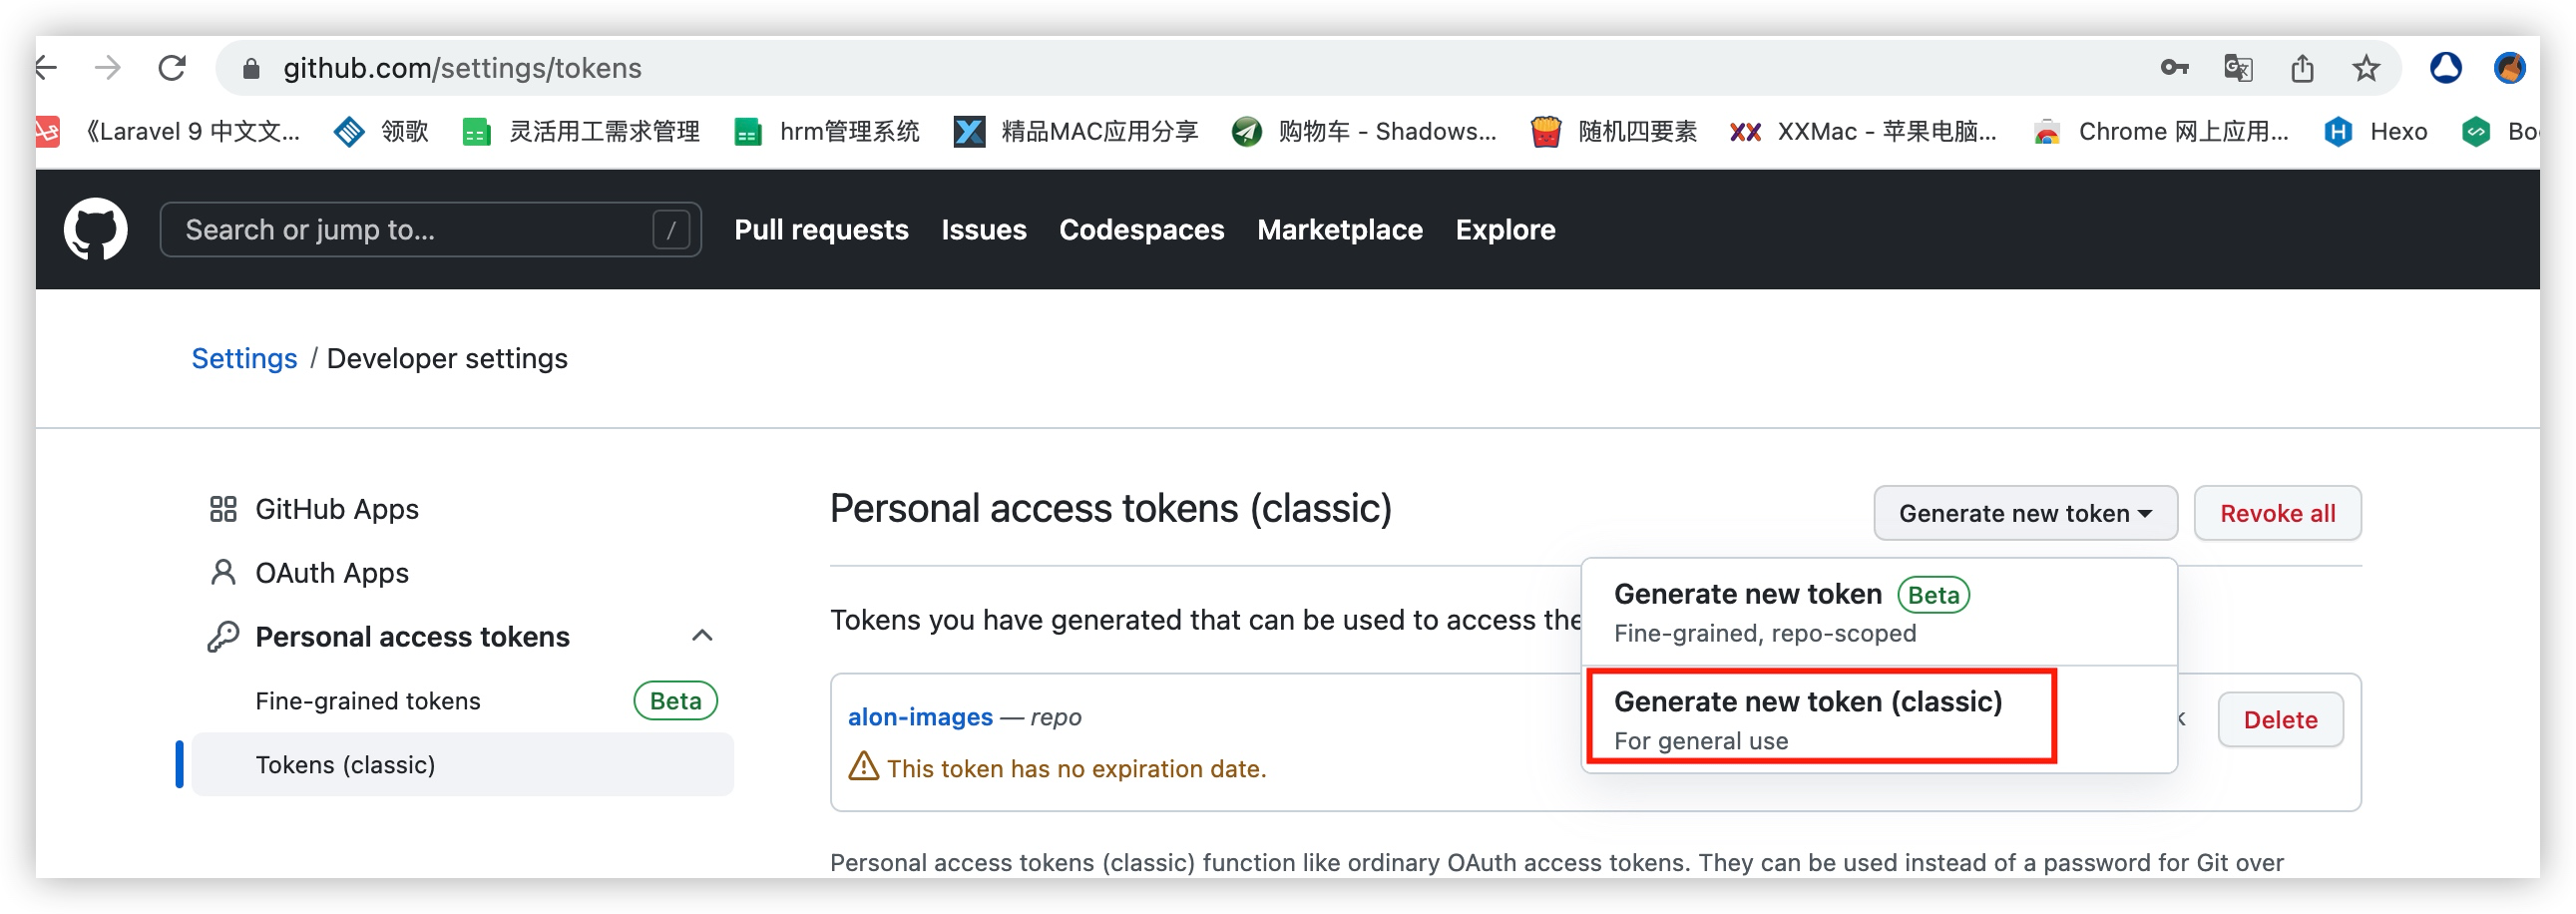 github.com/settings/tokens
《Laravel 9 中文文... 领歌 灵活用工需求管理 hrm管理系统 精品MAC应用分享 购物车 - Shadows... 随机四要素 XXMac - 苹果电脑... Chrome 网上应用... Hexo
Search or jump to... / Pull requests Issues Codespaces Marketplace Explore
Settings / Developer settings
GitHub Apps
OAuth Apps
Personal access tokens
Fine-grained tokens Beta
Tokens (classic)
Personal access tokens (classic)
Generate new token Revoke all
Generate new token Beta
Fine-grained, repo-scoped
Generate new token (classic)
For general use
Tokens you have generated that can be used to access the
alon-images — repo
Delete
This token has no expiration date.
Personal access tokens (classic) function like ordinary OAuth access tokens. They can be used instead of a password for Git over